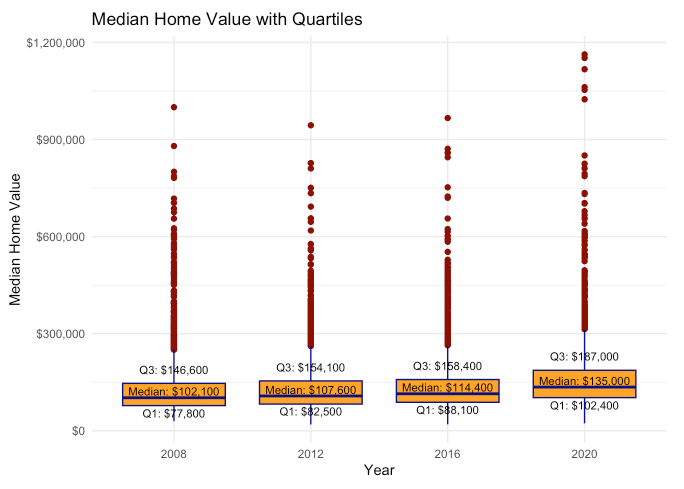 Median Home Value with Quartiles
$1,200,000
$900,000
$600,000
$300,000
$0
Median Home Value
Q3: $146,600
Median: $102,100
Q1: $77,800
Q3: $154,100
Median: $107,600
Q1: $82,500
Q3: $158,400
Median: $114,400
Q1: $88,100
Q3: $187,000
Median: $135,000
Q1: $102,400
2008
2012
2016
2020
Year